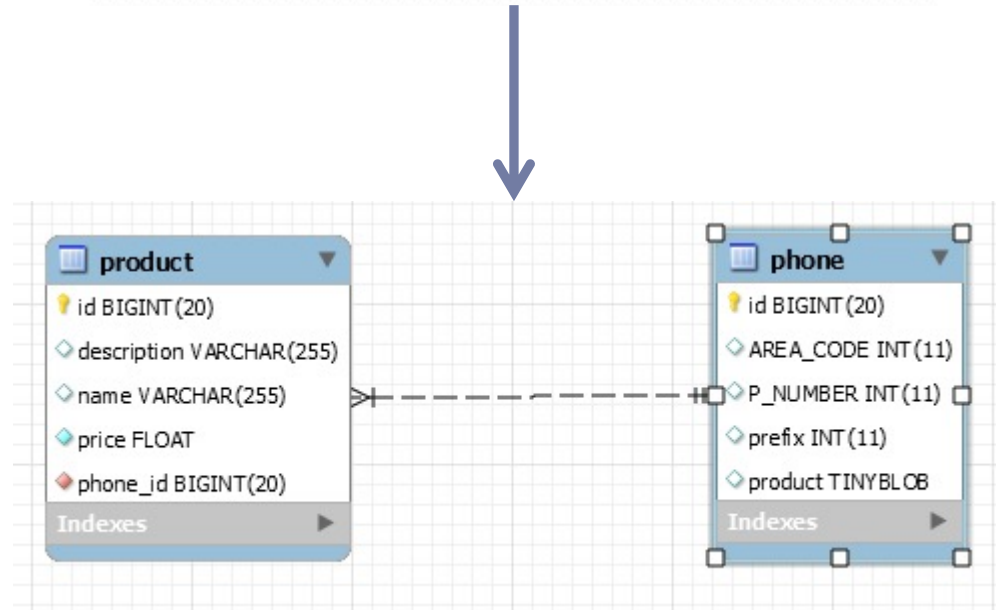 product
id BIGINT(20)
description VARCHAR(255)
name VARCHAR(255)
price FLOAT
phone_id BIGINT(20)
Indexes
phone
id BIGINT(20)
AREA_CODE INT(11)
P_NUMBER INT(11)
prefix INT(11)
product TINYBLOB
Indexes